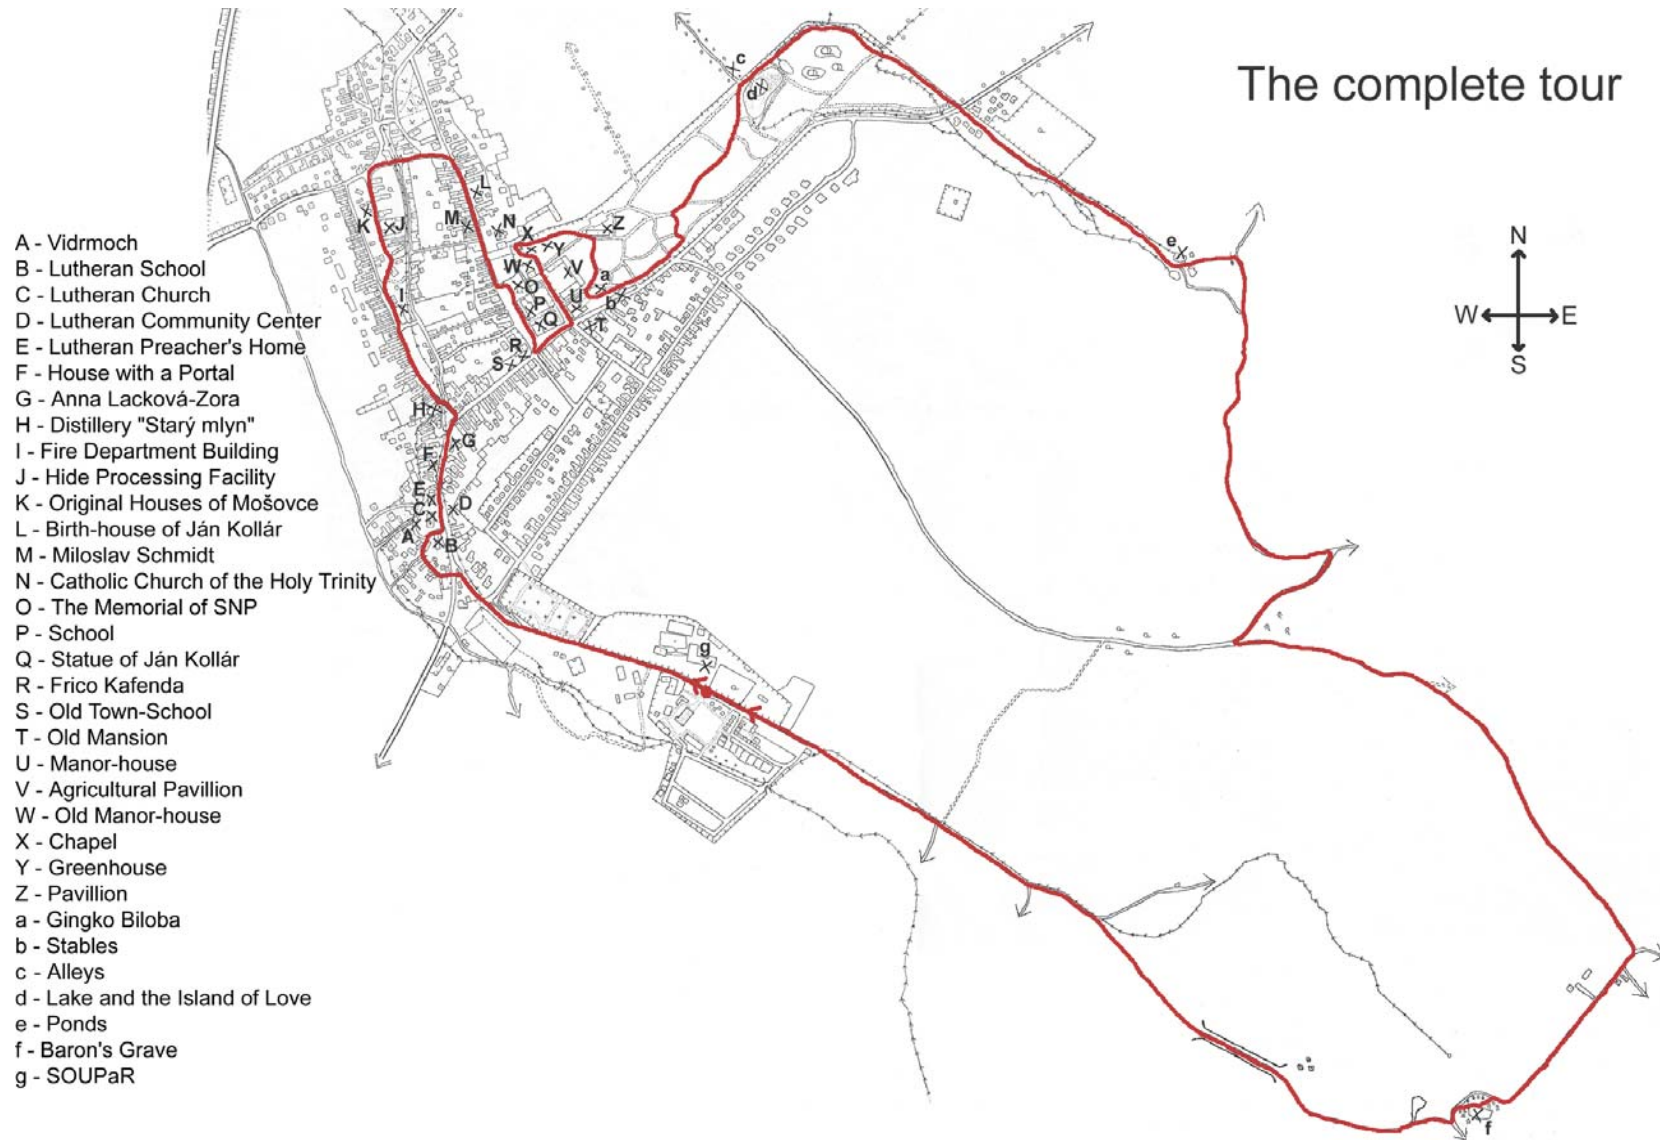 The complete tour
A - Vidrmoch
B - Lutheran School
C - Lutheran Church
D - Lutheran Community Center
E - Lutheran Preacher's Home
F - House with a Portal
G - Anna Lacková-Zora
H - Distillery "Starý mlyn"
I - Fire Department Building
J - Hide Processing Facility
K - Original Houses of Mošovce
L - Birth-house of Ján Kollár
M - Miloslav Schmidt
N - Catholic Church of the Holy Trinity
O - The Memorial of SNP
P - School
Q - Statue of Ján Kollár
R - Frico Kafenda
S - Old Town-School
T - Old Mansion
U - Manor-house
V - Agricultural Pavillion
W - Old Manor-house
X - Chapel
Y - Greenhouse
Z - Pavillion
a - Gingko Biloba
b - Stables
c - Alleys
d - Lake and the Island of Love
e - Ponds
f - Baron's Grave
g - SOUPaR
c
d
L
K
J
M
N
X
Y
Z
W
V
O
a
b
P
U
Q
T
R
S
I
H
G
F
E
C
D
A
B
g
e
f
N
W
E
S